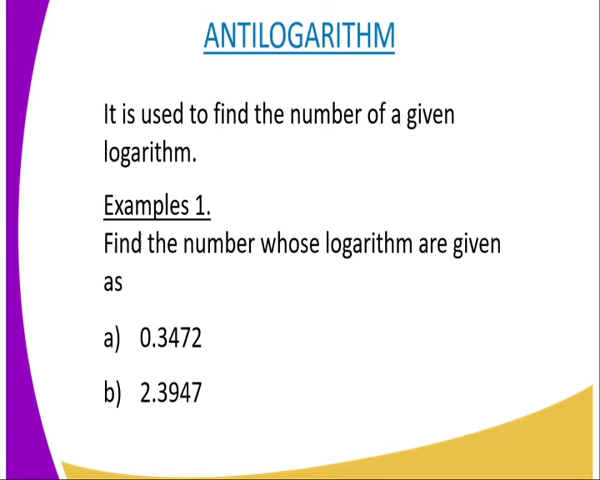 ANTILOGARITHM
It is used to find the number of a given
logarithm.
Examples 1.
Find the number whose logarithm are given
as
a) 0.3472
b) 2.3947